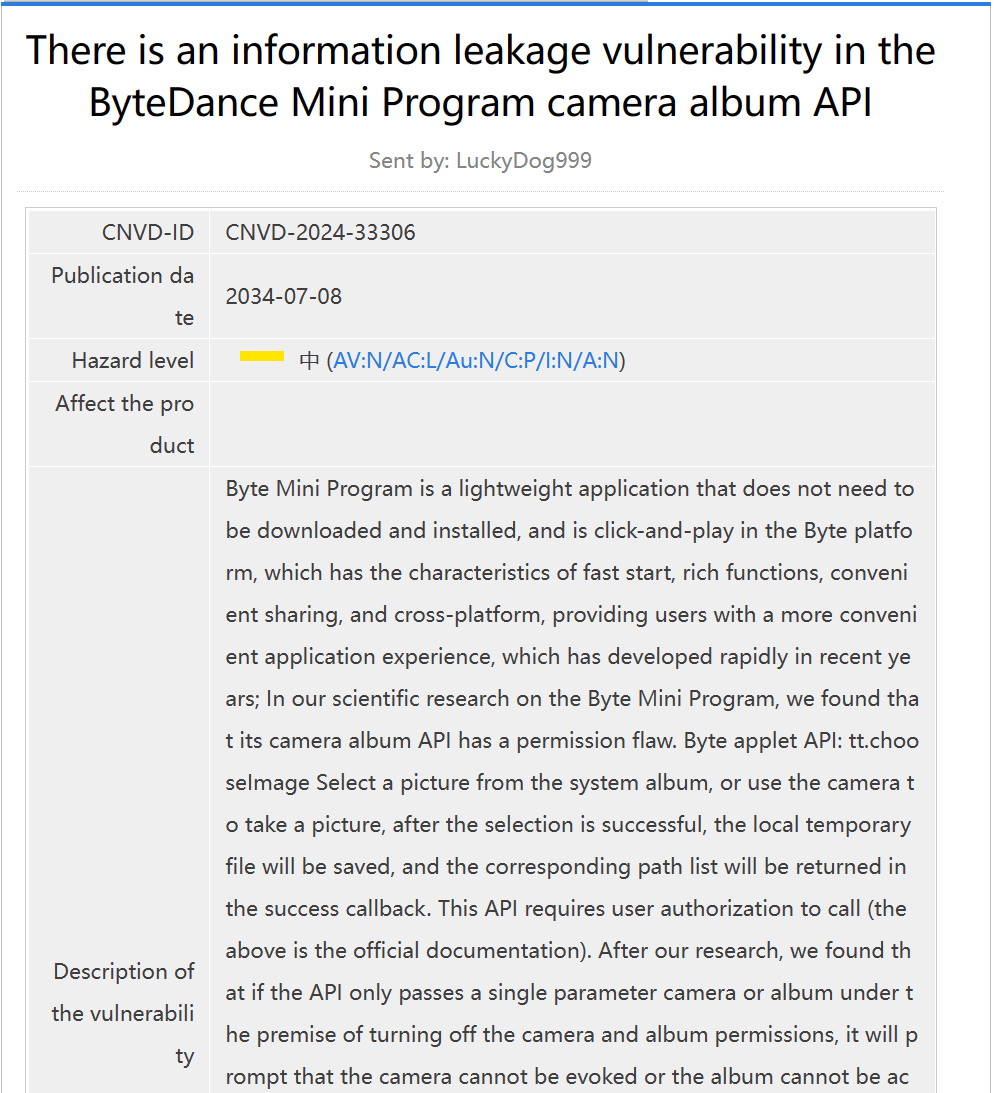 There is an information leakage vulnerability in the
ByteDance Mini Program camera album API
Sent by: LuckyDog999
CNVD-ID
CNVD-2024-33306
Publication da
te
2034-07-08
Hazard level
中 (AV:N/AC:L/Au:N/C:P/I:N/A:N)
Affect the pro
duct
Description of
the vulnerabili
ty
Byte Mini Program is a lightweight application that does not need to
be downloaded and installed, and is click-and-play in the Byte platfo
rm, which has the characteristics of fast start, rich functions, conveni
ent sharing, and cross-platform, providing users with a more conveni
ent application experience, which has developed rapidly in recent ye
ars; In our scientific research on the Byte Mini Program, we found tha
t its camera album API has a permission flaw. Byte applet API: tt.choo
seImage Select a picture from the system album, or use the camera t
o take a picture, after the selection is successful, the local temporary
file will be saved, and the corresponding path list will be returned in
the success callback. This API requires user authorization to call (the
above is the official documentation). After our research, we found th
at if the API only passes a single parameter camera or album under t
he premise of turning off the camera and album permissions, it will p
rompt that the camera cannot be evoked or the album cannot be ac